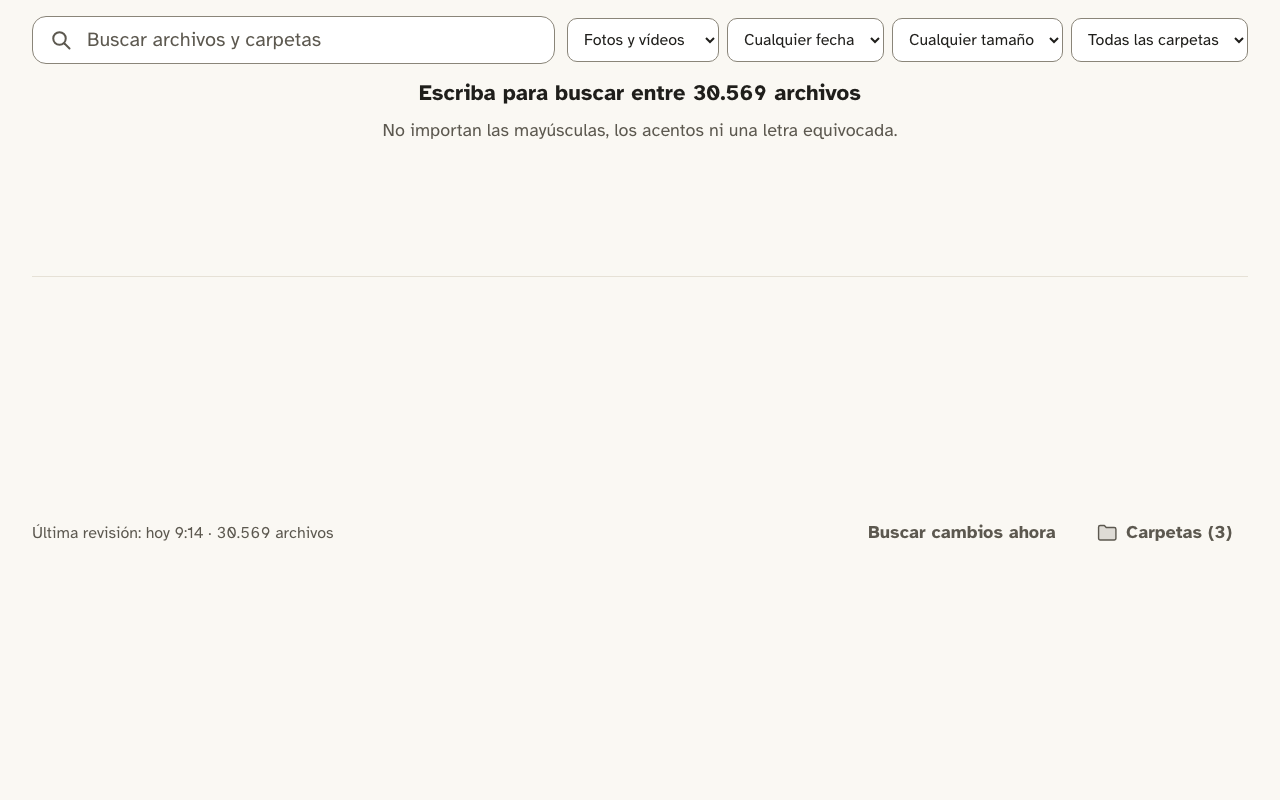 Buscar archivos y carpetas
Fotos y vídeos
Cualquier fecha
Cualquier tamaño
Todas las carpetas
Escriba para buscar entre 30.569 archivos
No importan las mayúsculas, los acentos ni una letra equivocada.
Última revisión: hoy 9:14 · 30.569 archivos
Buscar cambios ahora
Carpetas (3)